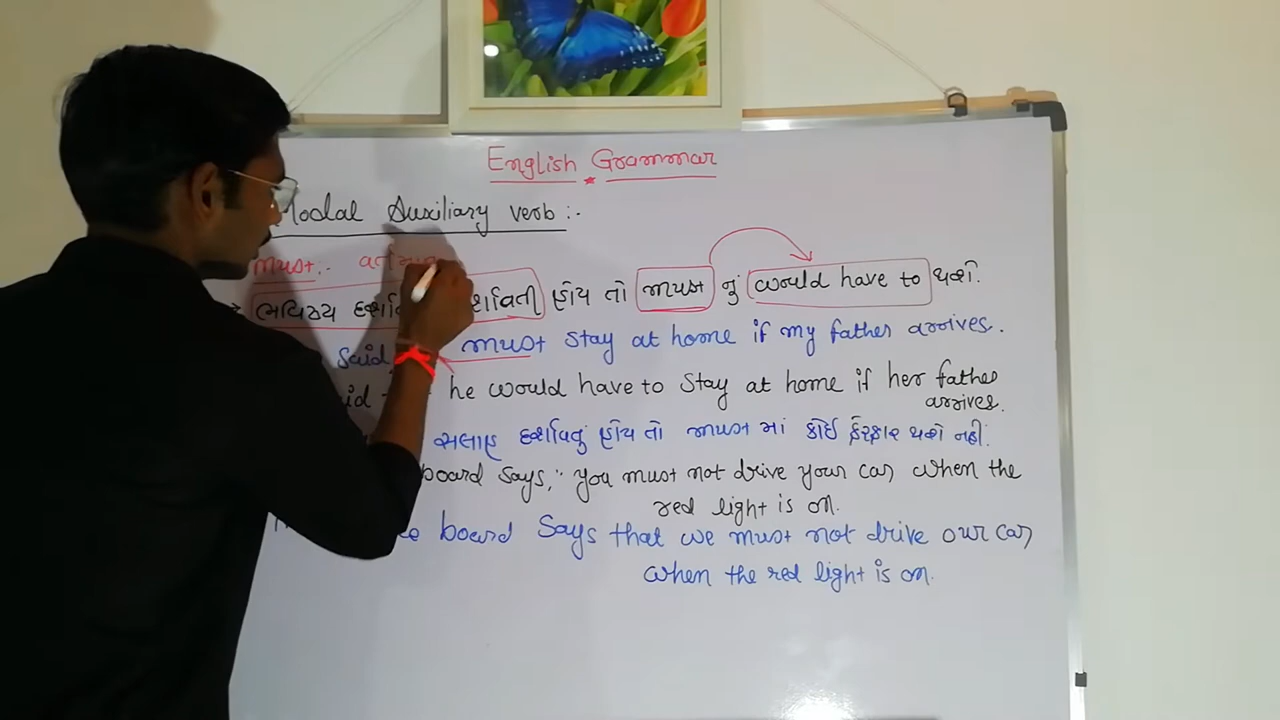 English Grammar
Modal Auxiliary verb :-
must :-
ભવિષ્ય હોય તો must નું would have to થશે.
said, must stay at home if my father arrives.
he would have to stay at home if her father
arrives.
સલાહ દર્શાવતું હોય તો must માં કોઈ ફેરફાર થશે નહીં.
board says, "you must not drive your car when the
red light is on.
board says that we must not drive our car
when the red light is on.